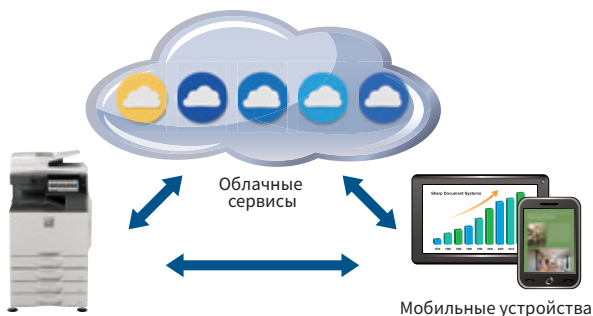 Облачные
сервисы
Sharp Document Systems
Мобильные устройства